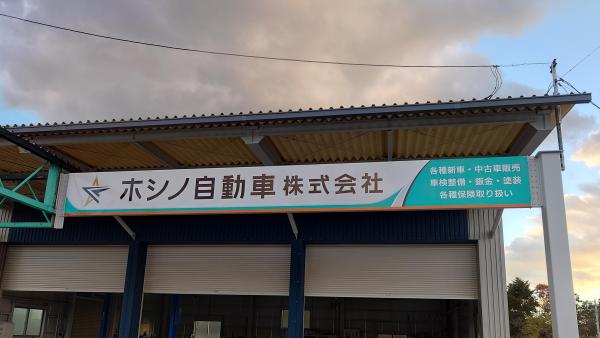 ホシノ自動車株式会社
各種新車・中古車販売
車検整備・鈑金・塗装
各種保険取り扱い